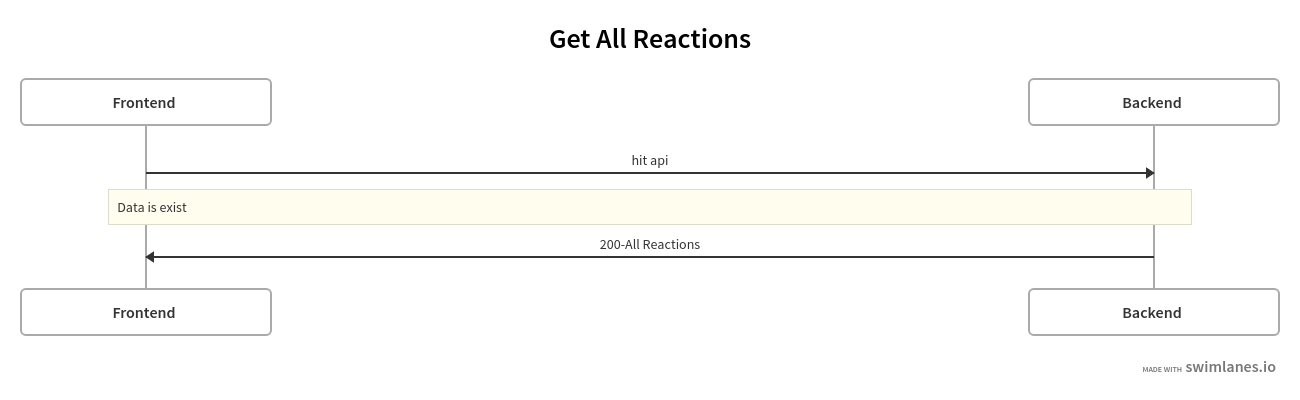 Get All Reactions
Frontend
Backend
hit api
Data is exist
200-All Reactions
Frontend
Backend
MADE WITH swimlanes.io